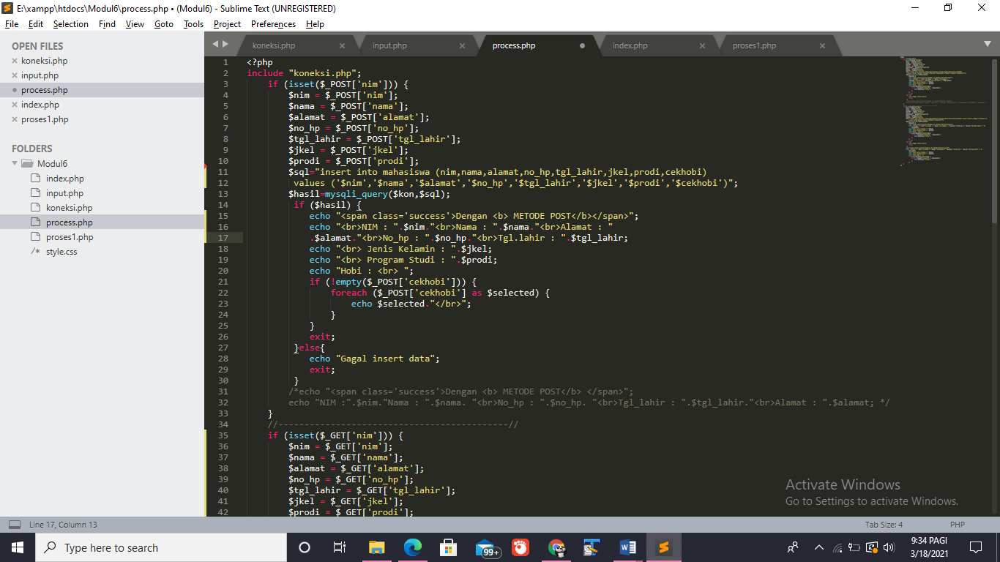 E:\xampp\htdocs\Modul6\process.php • (Modul6) - Sublime Text (UNREGISTERED)
File Edit Selection Find View Goto Tools Project Preferences Help
OPEN FILES
koneksi.php
input.php
process.php
index.php
proses1.php
FOLDERS
Modul6
index.php
input.php
koneksi.php
process.php
proses1.php
/* style.css
koneksi.php input.php process.php index.php proses1.php
1 <?php
2 include "koneksi.php";
3 if (isset($_POST['nim'])) {
4 $nim = $_POST['nim'];
5 $nama = $_POST['nama'];
6 $alamat = $_POST['alamat'];
7 $no_hp = $_POST['no_hp'];
8 $tgl_lahir = $_POST['tgl_lahir'];
9 $jkel = $_POST['jkel'];
10 $prodi = $_POST['prodi'];
11 $sql="insert into mahasiswa (nim,nama,alamat,no_hp,tgl_lahir,jkel,prodi,cekhobi)
12 values ('$nim','$nama','$alamat','$no_hp','$tgl_lahir','$jkel','$prodi','$cekhobi')";
13 $hasil=mysqli_query($kon,$sql);
14 if ($hasil) {
15 echo "<span class='success'>Dengan <b> METODE POST</b></span>";
16 echo "<br>NIM : ".$nim."<br>Nama : ".$nama."<br>Alamat : "
17 .$alamat."<br>No_hp : ".$no_hp."<br>Tgl.lahir : ".$tgl_lahir;
18 echo "<br> Jenis Kelamin : ".$jkel;
19 echo "<br> Program Studi : ".$prodi;
20 echo "Hobi : <br> ";
21 if (!empty($_POST['cekhobi'])) {
22 foreach ($_POST['cekhobi'] as $selected) {
23 echo $selected."</br>";
24 }
25 }
26 exit;
27 }else{
28 echo "Gagal insert data";
29 exit;
30 }
31 /*echo "<span class='success'>Dengan <b> METODE POST</b> </span>";
32 echo "NIM :".$nim."Nama : ".$nama. "<br>No_hp : ".$no_hp. "<br>Tgl_lahir : ".$tgl_lahir."<br>Alamat : ".$alamat; */
33 }
34 //--------------------------------------------//
35 if (isset($_GET['nim'])) {
36 $nim = $_GET['nim'];
37 $nama = $_GET['nama'];
38 $alamat = $_GET['alamat'];
39 $no_hp = $_GET['no_hp'];
40 $tgl_lahir = $_GET['tgl_lahir'];
41 $jkel = $_GET['jkel'];
42 $prodi = $_GET['prodi'];
Activate Windows
Go to Settings to activate Windows.
Line 17, Column 13 Tab Size: 4 PHP
Type here to search
99+
9:34 PAGI
3/18/2021